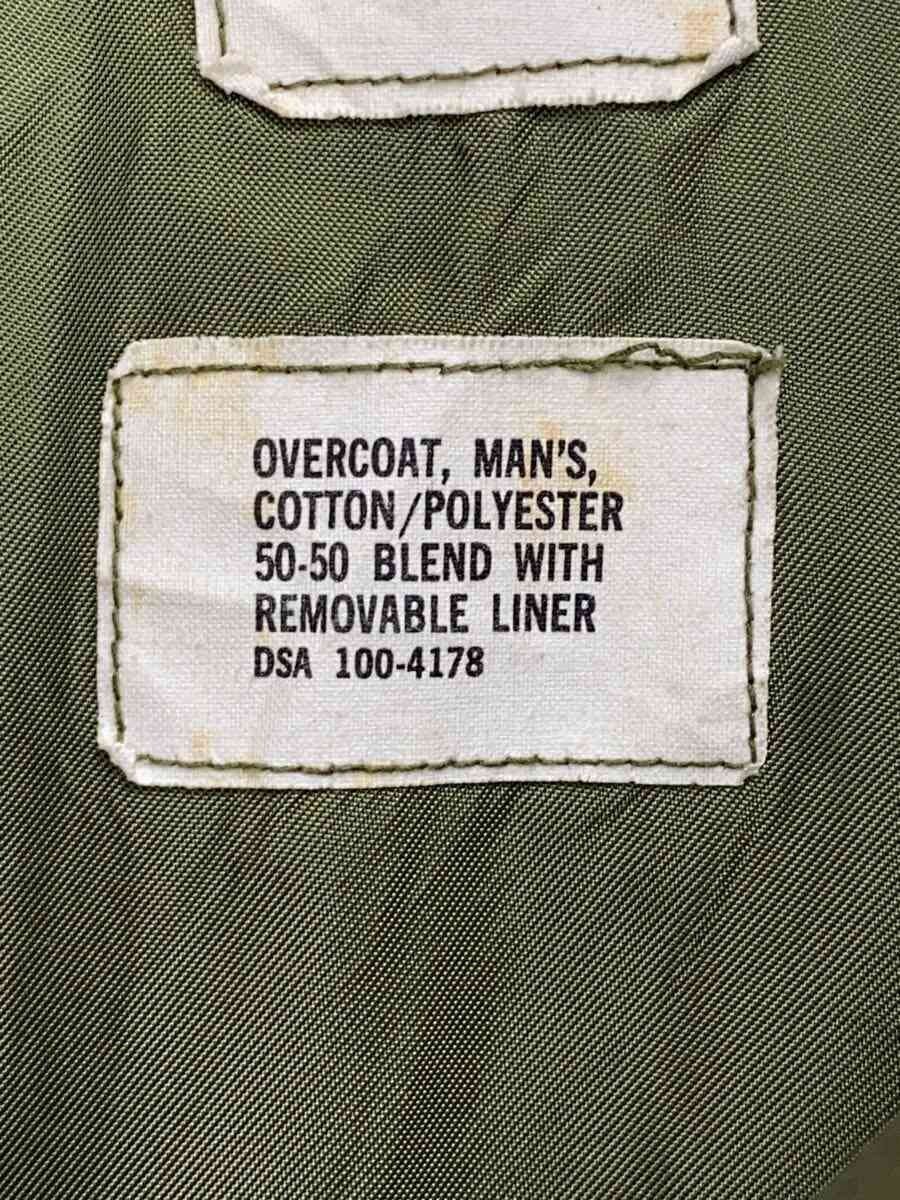 OVERCOAT, MAN'S,
COTTON/POLYESTER
50-50 BLEND WITH
REMOVABLE LINER
DSA 100-4178